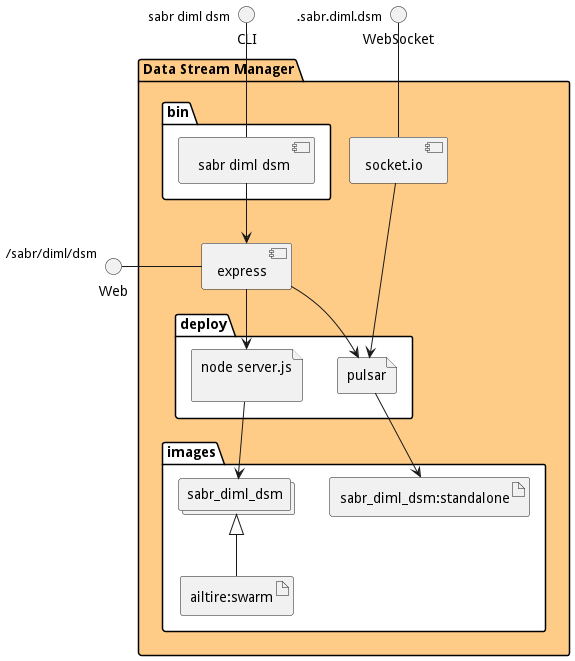 sabr diml dsm
.sabr.diml.dsm
CLI
WebSocket
Data Stream Manager
bin
sabr diml dsm
socket.io
/sabr/diml/dsm
Web
express
deploy
node server.js
pulsar
images
sabr_diml_dsm
sabr_diml_dsm:standalone
ailtire:swarm